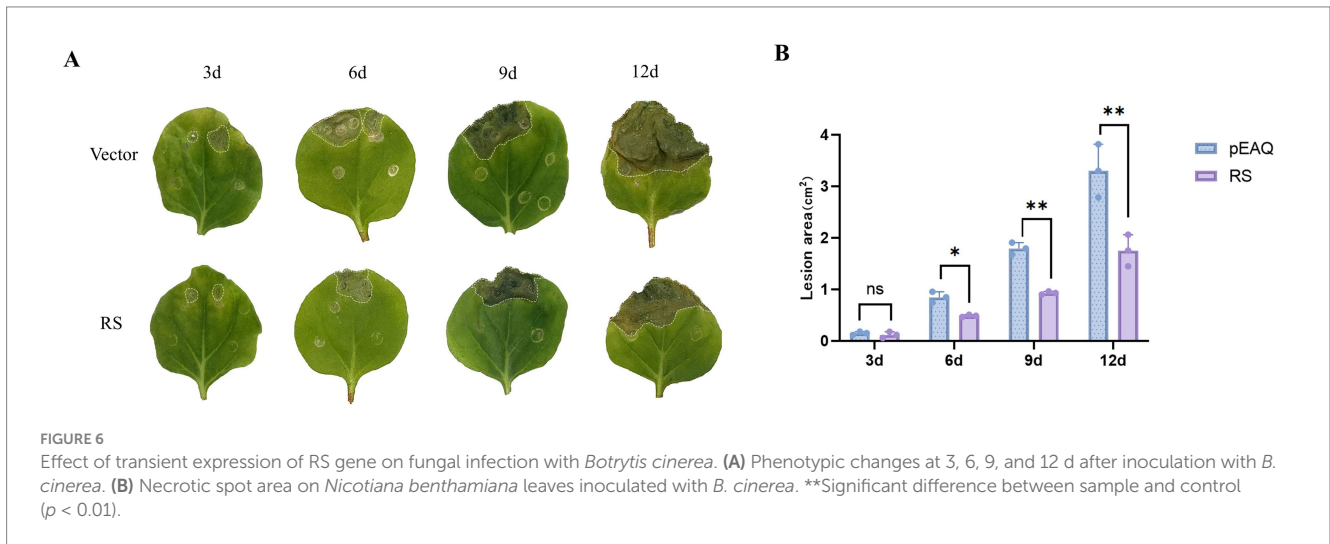 A
3d 6d 9d 12d
Vector
RS
B
**
**
*
ns
4
3
2
1
0
Lesion area(cm²)
3d 6d 9d 12d
pEAQ
RS
FIGURE 6
Effect of transient expression of RS gene on fungal infection with Botrytis cinerea. (A) Phenotypic changes at 3, 6, 9, and 12 d after inoculation with B.
cinerea. (B) Necrotic spot area on Nicotiana benthamiana leaves inoculated with B. cinerea. **Significant difference between sample and control
(p < 0.01).